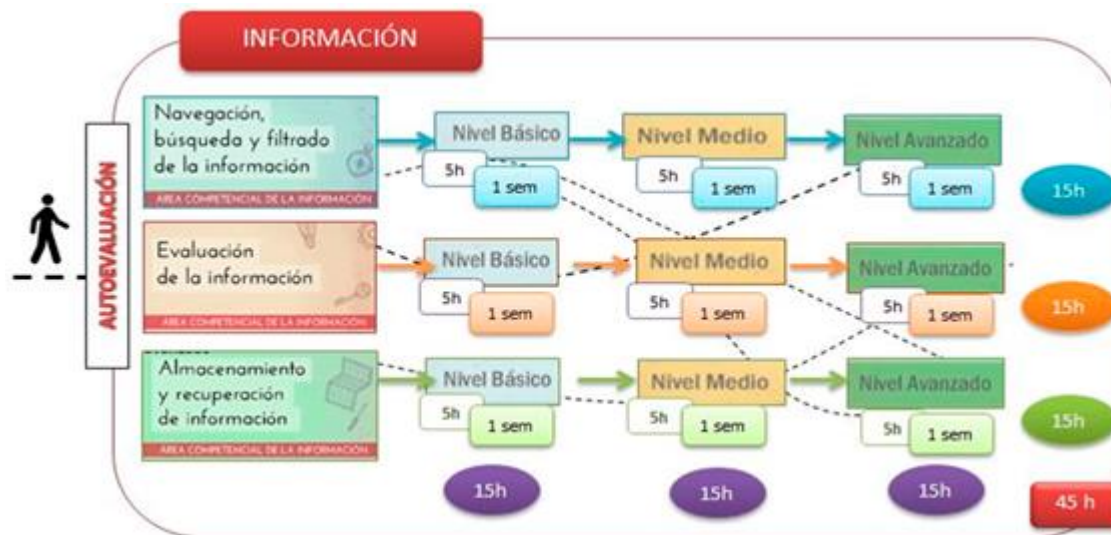 INFORMACIÓN
AUTOEVALUACIÓN
Navegación,
búsqueda y filtrado
de la información
ÁREA COMPETENCIAL DE LA INFORMACIÓN
Nivel Básico
5h
1 sem
Nivel Medio
5h
1 sem
Nivel Avanzado
5h
1 sem
15h
Evaluación
de la información
ÁREA COMPETENCIAL DE LA INFORMACIÓN
Nivel Básico
5h
1 sem
Nivel Medio
5h
1 sem
Nivel Avanzado
5h
1 sem
15h
Almacenamiento
y recuperación
de información
ÁREA COMPETENCIAL DE LA INFORMACIÓN
Nivel Básico
5h
1 sem
Nivel Medio
5h
1 sem
Nivel Avanzado
5h
1 sem
15h
15h
15h
15h
45 h